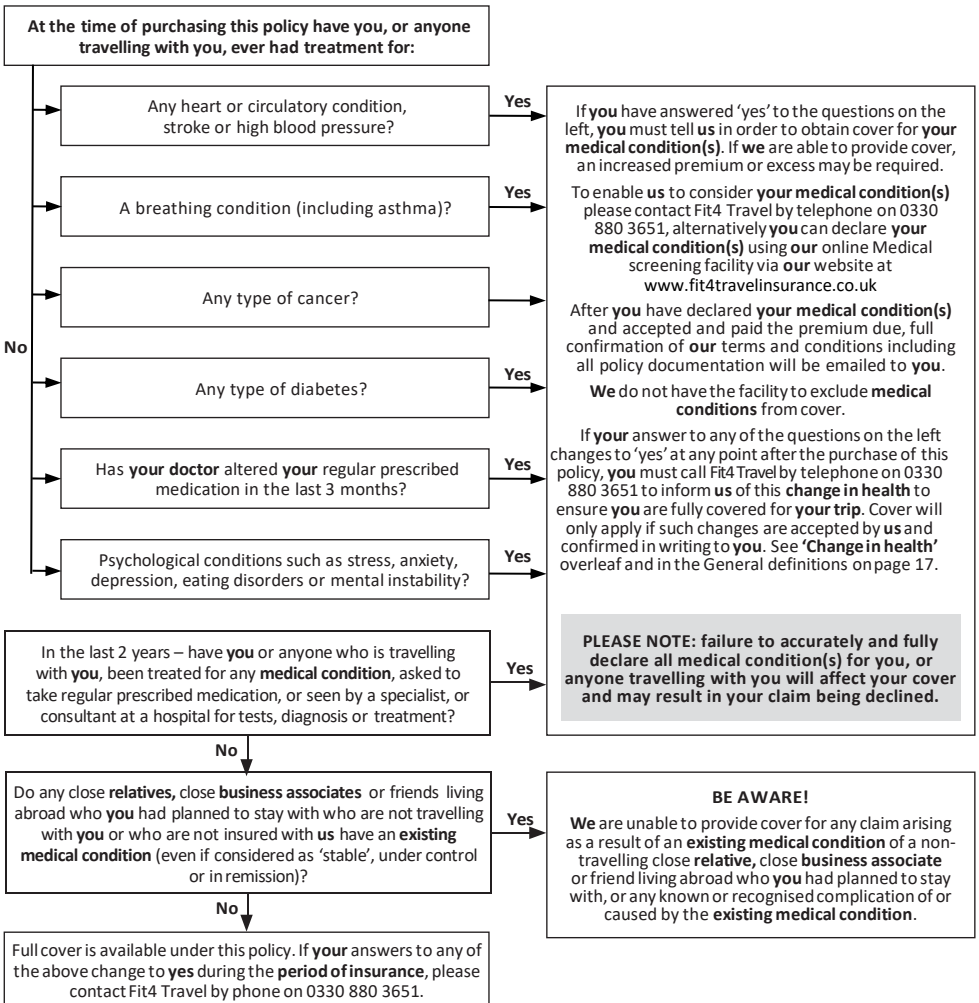 At the time of purchasing this policy have you, or anyone
travelling with you, ever had treatment for:
Any heart or circulatory condition,
stroke or high blood pressure?
Yes
A breathing condition (including asthma)?
Yes
Any type of cancer?
No
Any type of diabetes?
Yes
Has your doctor altered your regular prescribed
medication in the last 3 months?
Yes
Psychological conditions such as stress, anxiety,
depression, eating disorders or mental instability?
Yes
If you have answered ‘yes’ to the questions on the
left, you must tell us in order to obtain cover for your
medical condition(s). If we are able to provide cover,
an increased premium or excess may be required.
To enable us to consider your medical condition(s)
please contact Fit4 Travel by telephone on 0330
880 3651, alternatively you can declare your
medical condition(s) using our online Medical
screening facility via our website at
www.fit4travelinsurance.co.uk
After you have declared your medical condition(s)
and accepted and paid the premium due, full
confirmation of our terms and conditions including
all policy documentation will be emailed to you.
We do not have the facility to exclude medical
conditions from cover.
If your answer to any of the questions on the left
changes to ‘yes’ at any point after the purchase of this
policy, you must call Fit4 Travel by telephone on 0330
880 3651 to inform us of this change in health to
ensure you are fully covered for your trip. Cover will
only apply if such changes are accepted by us and
confirmed in writing to you. See ‘Change in health’
overleaf and in the General definitions on page 17.
PLEASE NOTE: failure to accurately and fully
declare all medical condition(s) for you, or
anyone travelling with you will affect your cover
and may result in your claim being declined.
In the last 2 years – have you or anyone who is travelling
with you, been treated for any medical condition, asked to
take regular prescribed medication, or seen by a specialist, or
consultant at a hospital for tests, diagnosis or treatment?
Yes
No
Do any close relatives, close business associates or friends living
abroad who you had planned to stay with who are not travelling
with you or who are not insured with us have an existing
medical condition (even if considered as ‘stable’, under control
or in remission)?
Yes
BE AWARE!
We are unable to provide cover for any claim arising
as a result of an existing medical condition of a non-
travelling close relative, close business associate
or friend living abroad who you had planned to stay
with, or any known or recognised complication of or
caused by the existing medical condition.
No
Full cover is available under this policy. If your answers to any of
the above change to yes during the period of insurance, please
contact Fit4 Travel by phone on 0330 880 3651.